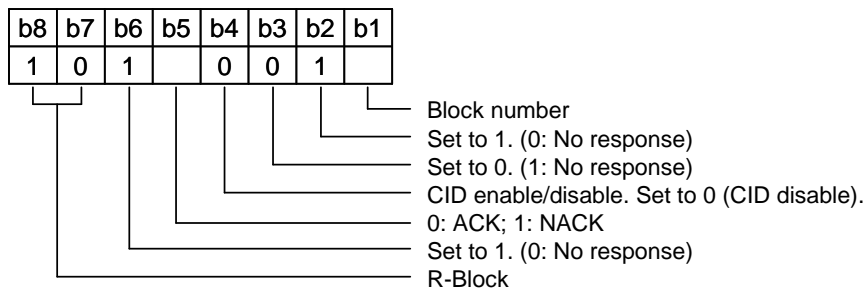 b8 b7 b6 b5 b4 b3 b2 b1
1 0 1 0 0 1
Block number
Set to 1. (0: No response)
Set to 0. (1: No response)
CID enable/disable. Set to 0 (CID disable).
0: ACK; 1: NACK
Set to 1. (0: No response)
R-Block